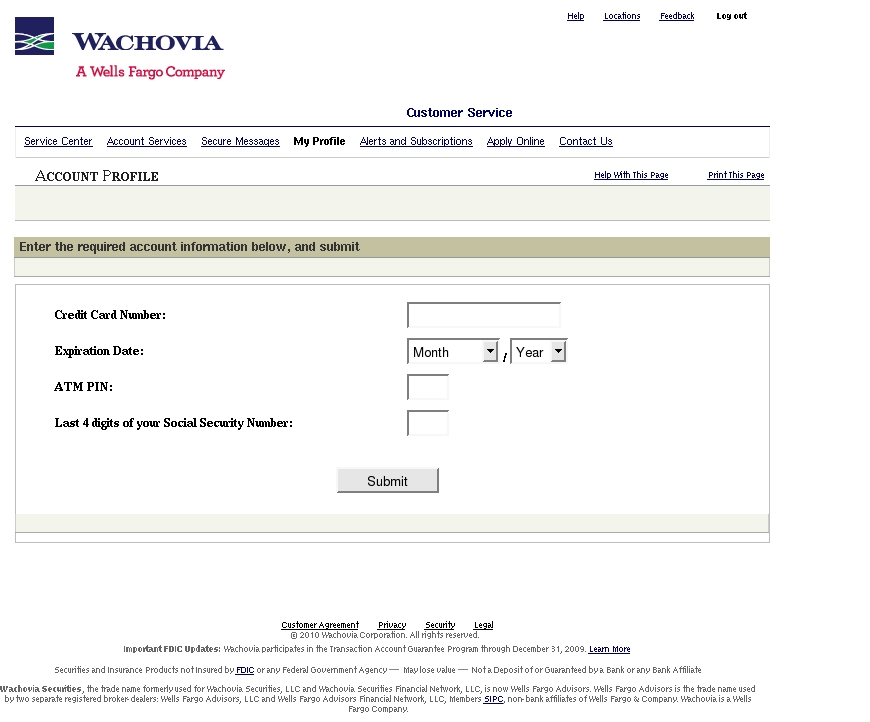 Help Locations Feedback Log out
WACHOVIA
A Wells Fargo Company
Customer Service
Service Center Account Services Secure Messages My Profile Alerts and Subscriptions Apply Online Contact Us
ACCOUNT PROFILE Help With This Page Print This Page
Enter the required account information below, and submit
Credit Card Number:
Expiration Date: Month / Year
ATM PIN:
Last 4 digits of your Social Security Number:
Submit
Customer Agreement Privacy Security Legal
© 2010 Wachovia Corporation. All rights reserved.
Important FDIC Updates: Wachovia participates in the Transaction Account Guarantee Program through December 31, 2009. Learn More
Securities and Insurance Products not Insured by FDIC or any Federal Government Agency — May lose value — Not a Deposit of or Guaranteed by a Bank or any Bank Affiliate
Wachovia Securities, the trade name formerly used for Wachovia Securities, LLC and Wachovia Securities Financial Network, LLC, is now Wells Fargo Advisors. Wells Fargo Advisors is the trade name used
by two separate registered broker-dealers: Wells Fargo Advisors, LLC and Wells Fargo Advisors Financial Network, LLC, Members SIPC, non-bank affiliates of Wells Fargo & Company. Wachovia is a Wells
Fargo Company.